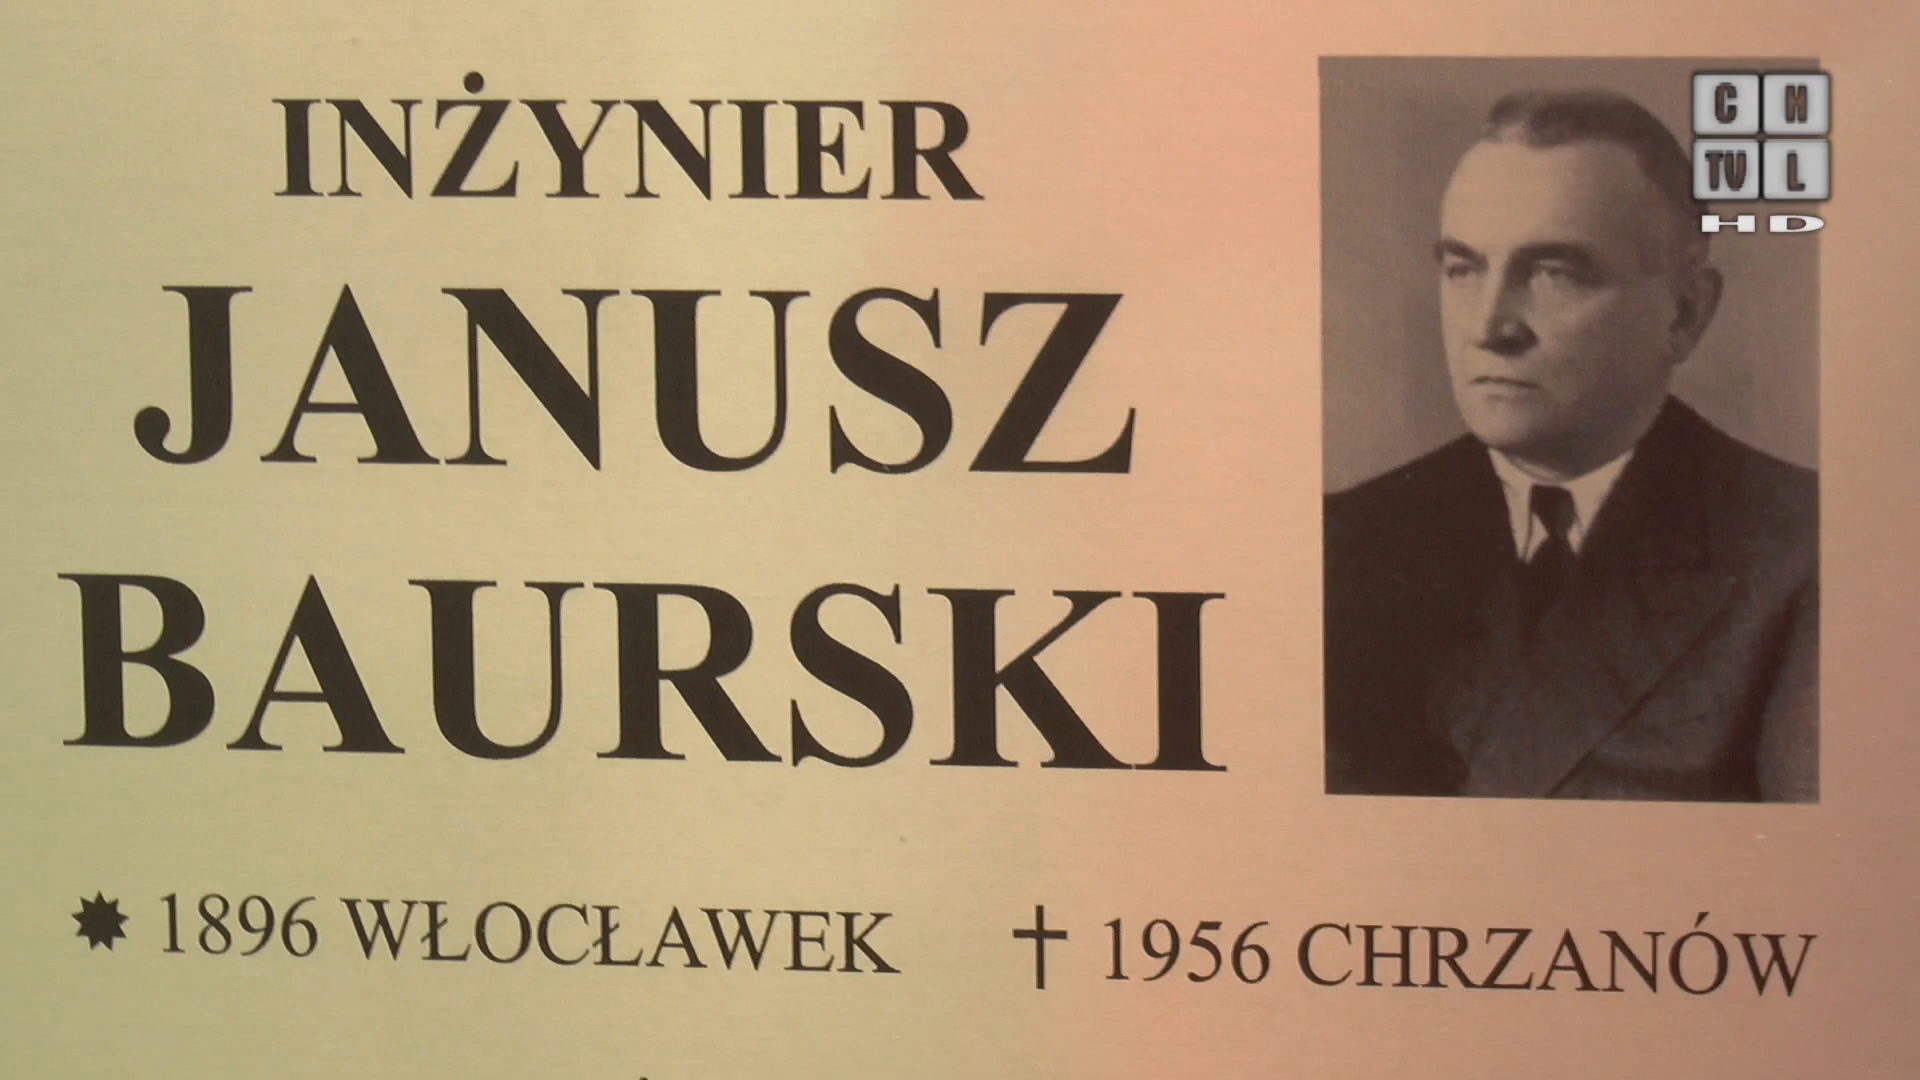 INŻYNIER
JANUSZ
BAURSKI
1896 WŁOCŁAWEK † 1956 CHRZANÓW
C H
TV L
HD